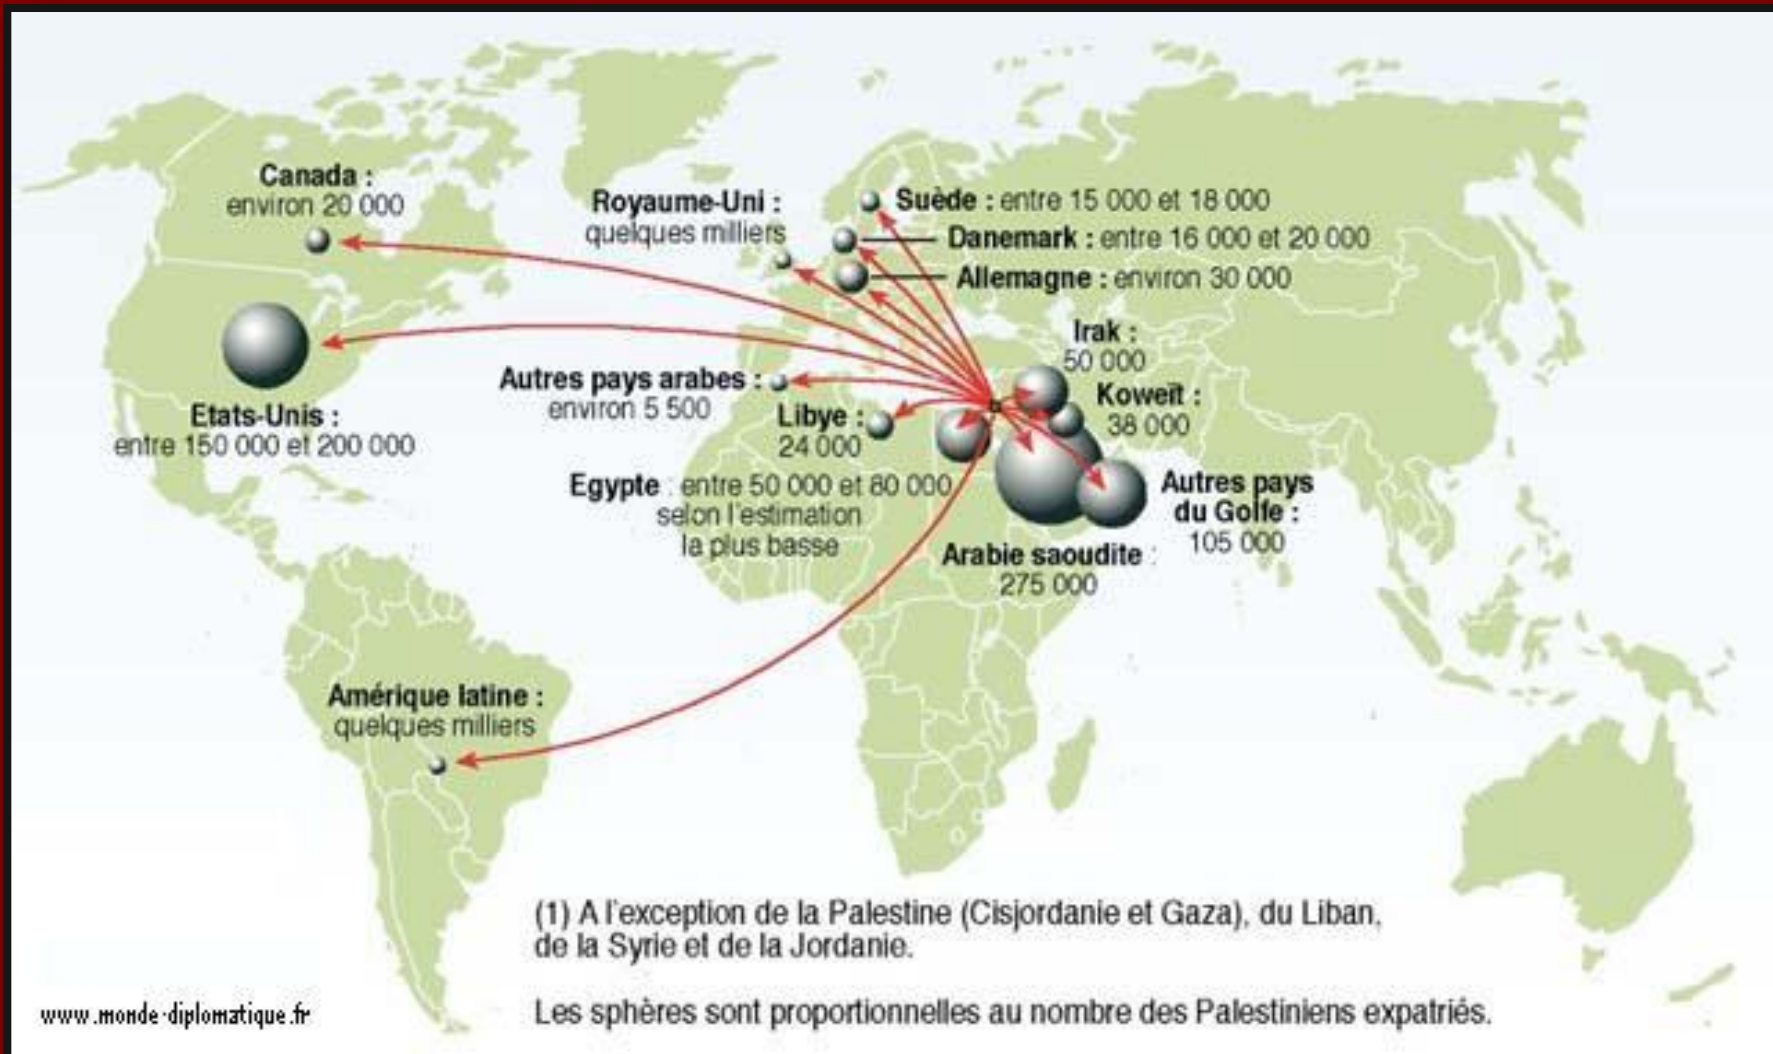 Canada :
environ 20 000
Royaume-Uni :
quelques milliers
Suède : entre 15 000 et 18 000
Danemark : entre 16 000 et 20 000
Allemagne : environ 30 000
Irak :
50 000
Koweït :
38 000
Autres pays arabes :
environ 5 500
Libye :
24 000
Etats-Unis :
entre 150 000 et 200 000
Egypte : entre 50 000 et 80 000
selon l'estimation
la plus basse
Autres pays
du Golfe :
105 000
Arabie saoudite :
275 000
Amérique latine :
quelques milliers
(1) A l'exception de la Palestine (Cisjordanie et Gaza), du Liban,
de la Syrie et de la Jordanie.
Les sphères sont proportionnelles au nombre des Palestiniens expatriés.
www.monde-diplomatique.fr